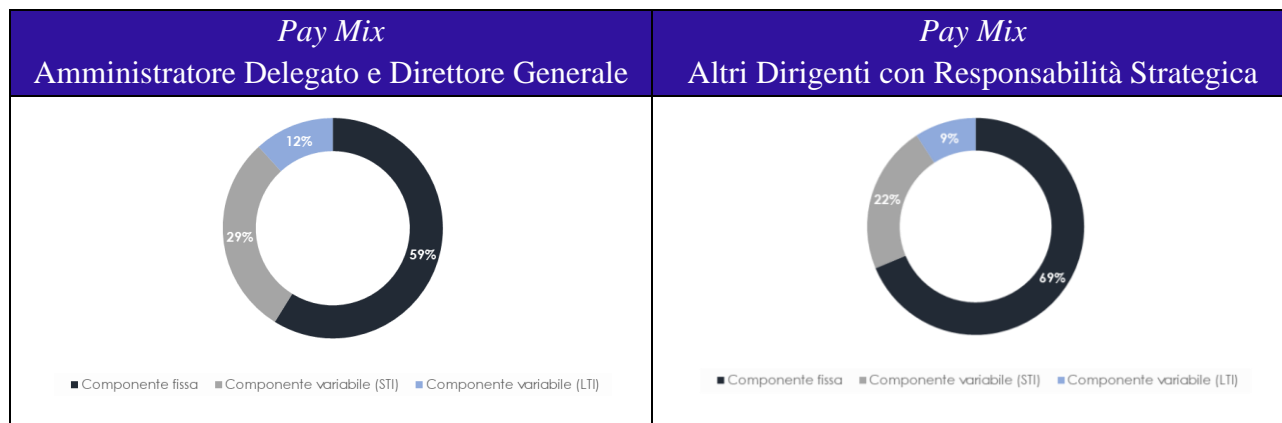 Pay Mix
Amministratore Delegato e Direttore Generale
12%
29%
59%
Componente fissa Componente variabile (STI) Componente variabile (LTI)
Pay Mix
Altri Dirigenti con Responsabilità Strategica
9%
22%
69%
Componente fissa Componente variabile (STI) Componente variabile (LTI)